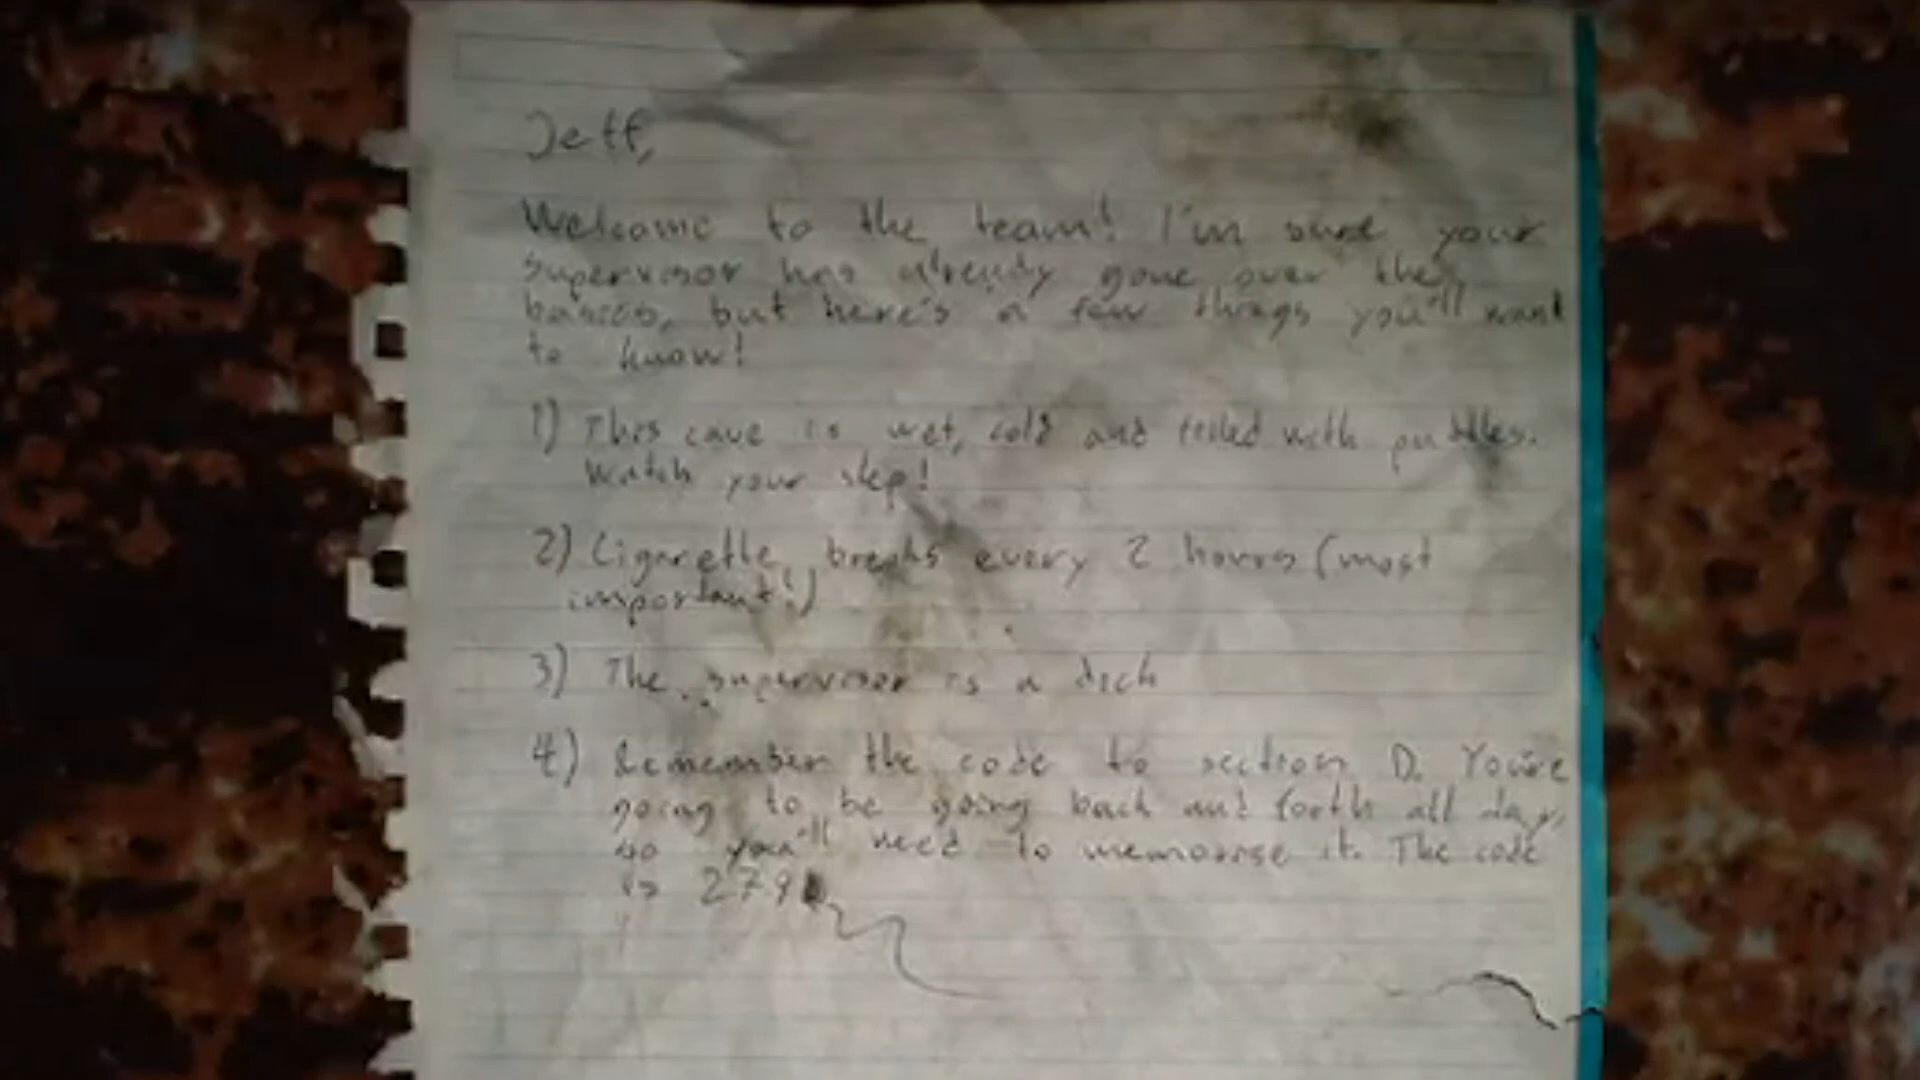 Jeff,
Welcome to the team! I'm sure your
supervisor has already gone over the
basics, but here's a few things you'll want
to know!
1) This cave is wet, cold and filled with puddles.
Watch your step!
2) Cigarette breaks every 2 hours (most
important!)
3) The supervisor is a dick
4) Remember the code to section D. You're
going to be going back and forth all day,
so you'll need to memorise it. The code
is 279